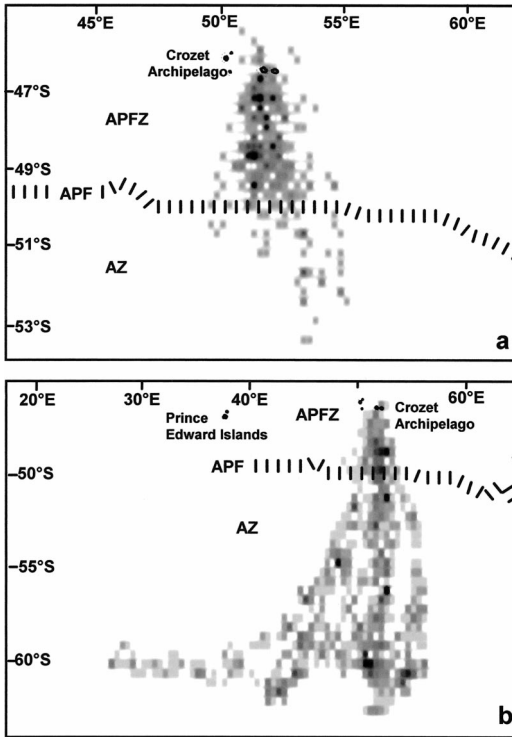 45°E 50°E 55°E 60°E
Crozet
Archipelago
47°S
APFZ
49°S
APF
51°S
AZ
53°S
a
20°E 30°E 40°E 60°E
Prince
Edward Islands
APFZ
Crozet
Archipelago
APF
50°S
AZ
55°S
60°S
b